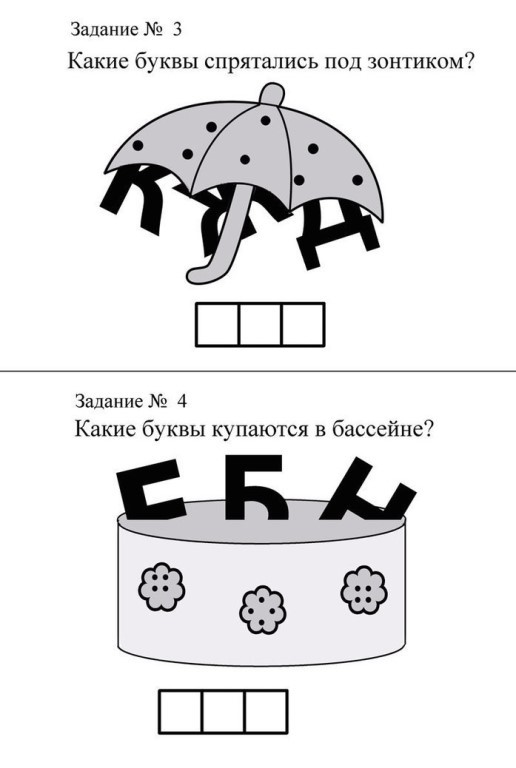 Задание № 3
Какие буквы спрятались под зонтиком?
Задание № 4
Какие буквы купаются в бассейне?